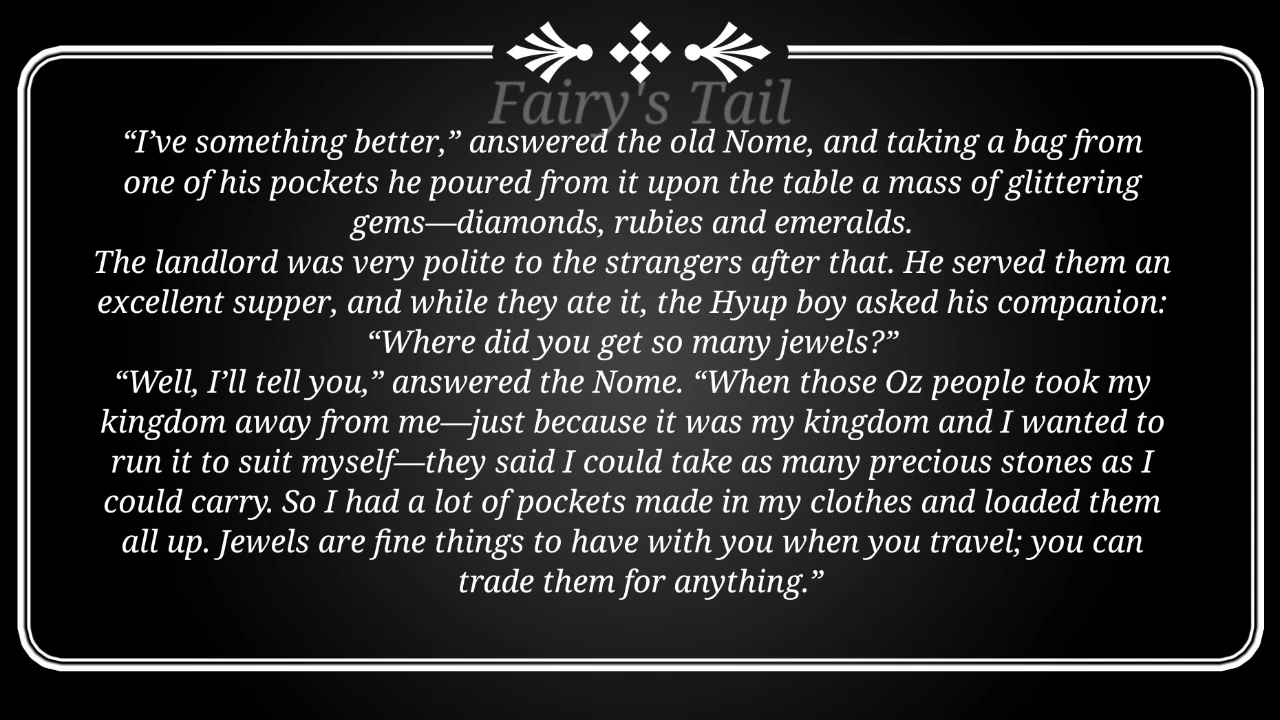 Fairy's Tail
“I’ve something better,” answered the old Nome, and taking a bag from
one of his pockets he poured from it upon the table a mass of glittering
gems—diamonds, rubies and emeralds.
The landlord was very polite to the strangers after that. He served them an
excellent supper, and while they ate it, the Hyup boy asked his companion:
“Where did you get so many jewels?”
“Well, I’ll tell you,” answered the Nome. “When those Oz people took my
kingdom away from me—just because it was my kingdom and I wanted to
run it to suit myself—they said I could take as many precious stones as I
could carry. So I had a lot of pockets made in my clothes and loaded them
all up. Jewels are fine things to have with you when you travel; you can
trade them for anything.”